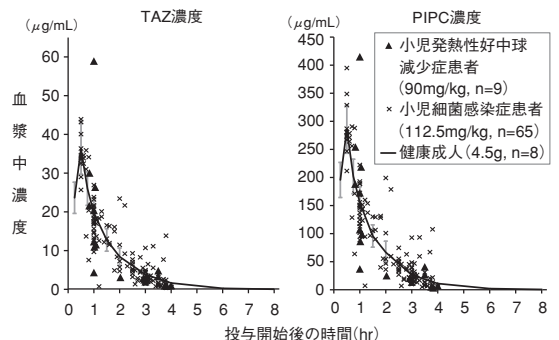 TAZ濃度
(μg/mL)
60
50
40
30
20
10
0
0 1 2 3 4 5 6 7 8
PIPC濃度
(μg/mL)
450
400
350
300
250
200
150
100
50
0
0 1 2 3 4 5 6 7 8
▲ 小児発熱性好中球
減少症患者
(90mg/kg, n=9)
× 小児細菌感染症患者
(112.5mg/kg, n=65)
— 健康成人(4.5g, n=8)
血漿中濃度
投与開始後の時間(hr)